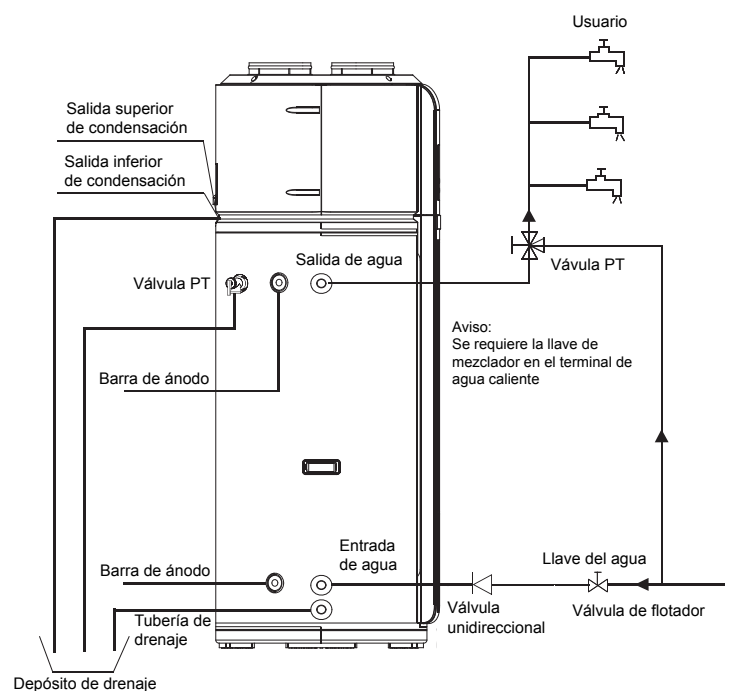 Usuario
Salida superior
de condensación
Salida inferior
de condensación
Válvula PT
Salida de agua
Vávula PT
Aviso:
Se requiere la llave de
mezclador en el terminal de
agua caliente
Barra de ánodo
Entrada
de agua
Llave del agua
Barra de ánodo
Tubería de
drenaje
Válvula
unidireccional
Válvula de flotador
Depósito de drenaje